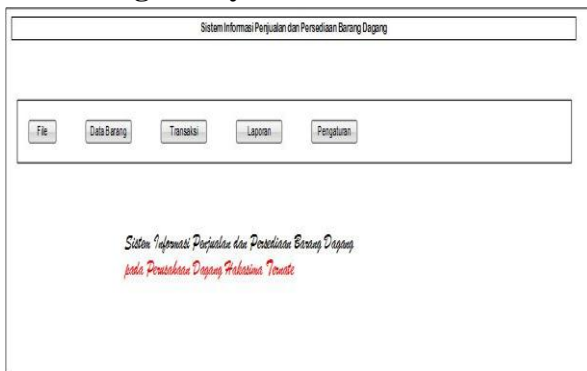 Sistem Informasi Penjualan dan Persediaan Barang Dagang
File Data Barang Transaksi Laporan Pengaturan
Sistem Informasi Penjualan dan Persediaan Barang Dagang
pada Perusahaan Dagang Hakasima Ternate